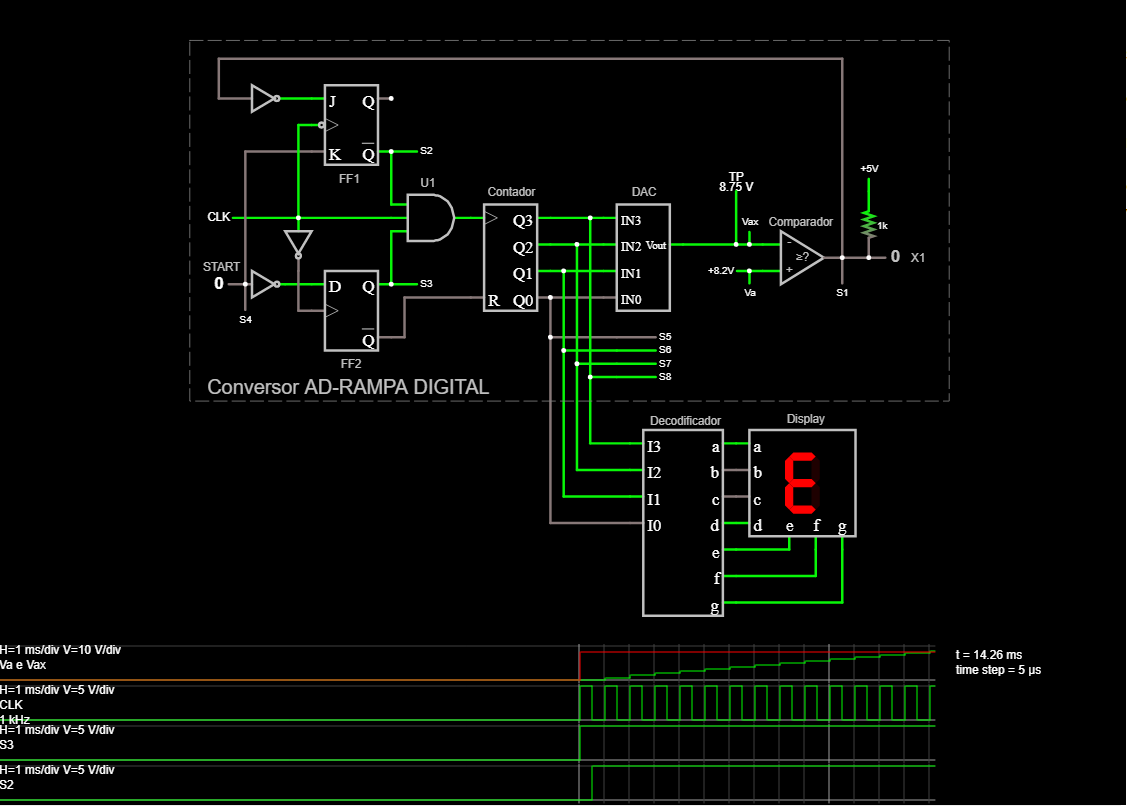 J Q
K Q
FF1
S2
U1
CLK
START
0
S4
D Q
Q
FF2
S3
Contador
Q3
Q2
Q1
R Q0
DAC
IN3
IN2 Vout
IN1
IN0
TP
8.75 V
Vax
+8.2V
Va
Comparador
-
≥?
+
+5V
1k
0 X1
S1
S5
S6
S7
S8
Conversor AD-RAMPA DIGITAL
Decodificador
I3 a
I2 b
I1 c
I0 d
e
f
g
Display
a
b
c
d e f g
E
H=1 ms/div V=10 V/div
Va e Vax
H=1 ms/div V=5 V/div
CLK
1 kHz
H=1 ms/div V=5 V/div
S3
H=1 ms/div V=5 V/div
S2
t = 14.26 ms
time step = 5 μs